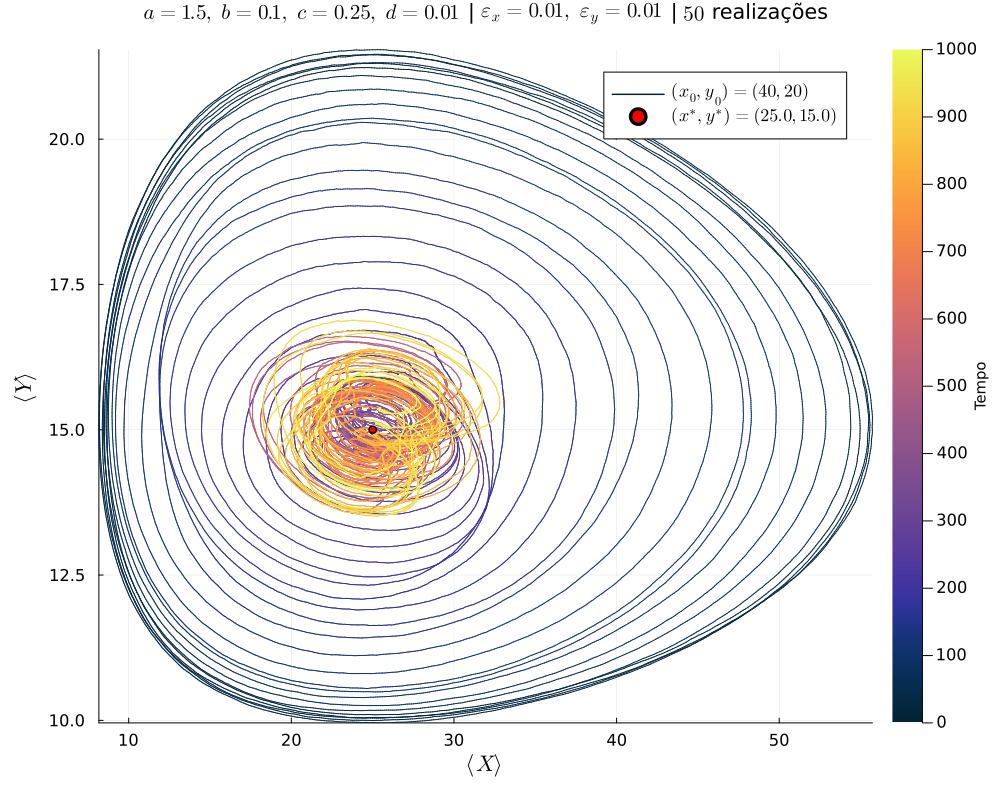 a = 1.5, b = 0.1, c = 0.25, d = 0.01 | εx = 0.01, εy = 0.01 | 50 realizações
(x0, y0) = (40, 20)
(x*, y*) = (25.0, 15.0)
20.0
17.5
15.0
12.5
10.0
⟨Y⟩
10 20 30 40 50
⟨X⟩
1000
900
800
700
600
500
400
300
200
100
0
Tempo